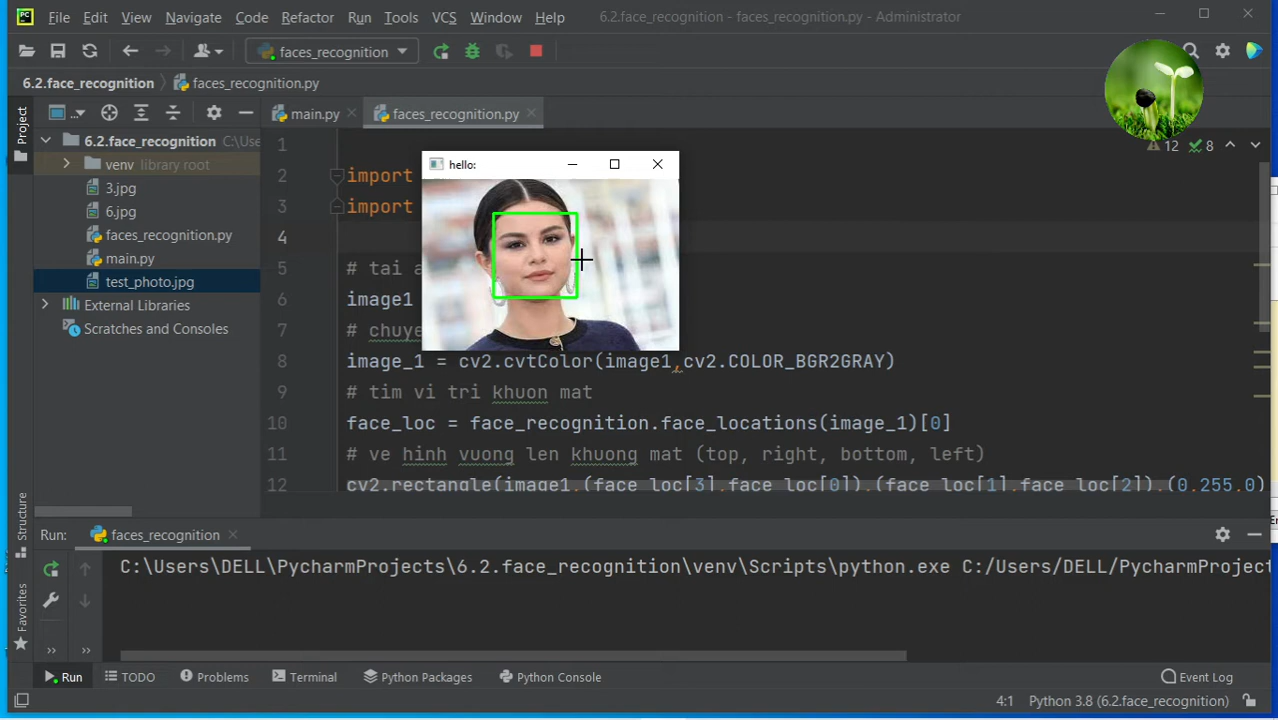 PC File Edit View Navigate Code Refactor Run Tools VCS Window Help 6.2.face_recognition - faces_recognition.py - Administrator
faces_recognition
6.2.face_recognition faces_recognition.py
Project
main.py faces_recognition.py
6.2.face_recognition C:\Use
venv library root
3.jpg
6.jpg
faces_recognition.py
main.py
test_photo.jpg
External Libraries
Scratches and Consoles
12 8
hello:
1
2 import
3 import
4
5 # tai a
6 image1
7 # chuye
8 image_1 = cv2.cvtColor(image1,cv2.COLOR_BGR2GRAY)
9 # tim vi tri khuon mat
10 face_loc = face_recognition.face_locations(image_1)[0]
11 # ve hinh vuong len khuong mat (top, right, bottom, left)
12 cv2.rectangle(image1,(face_loc[3],face_loc[0]),(face_loc[1],face_loc[2]),(0,255,0)
Structure
Favorites
Run: faces_recognition
C:\Users\DELL\PycharmProjects\6.2.face_recognition\venv\Scripts\python.exe C:/Users/DELL/PycharmProject
Run TODO Problems Terminal Python Packages Python Console Event Log
4:1 Python 3.8 (6.2.face_recognition)